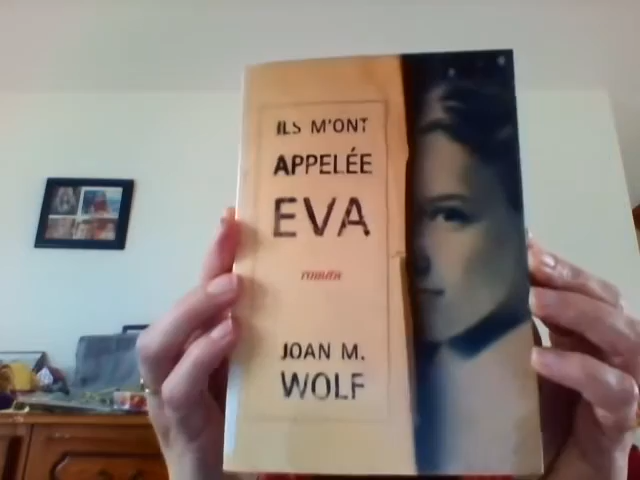 ILS M'ONT
APPELÉE
EVA
roman
JOAN M.
WOLF